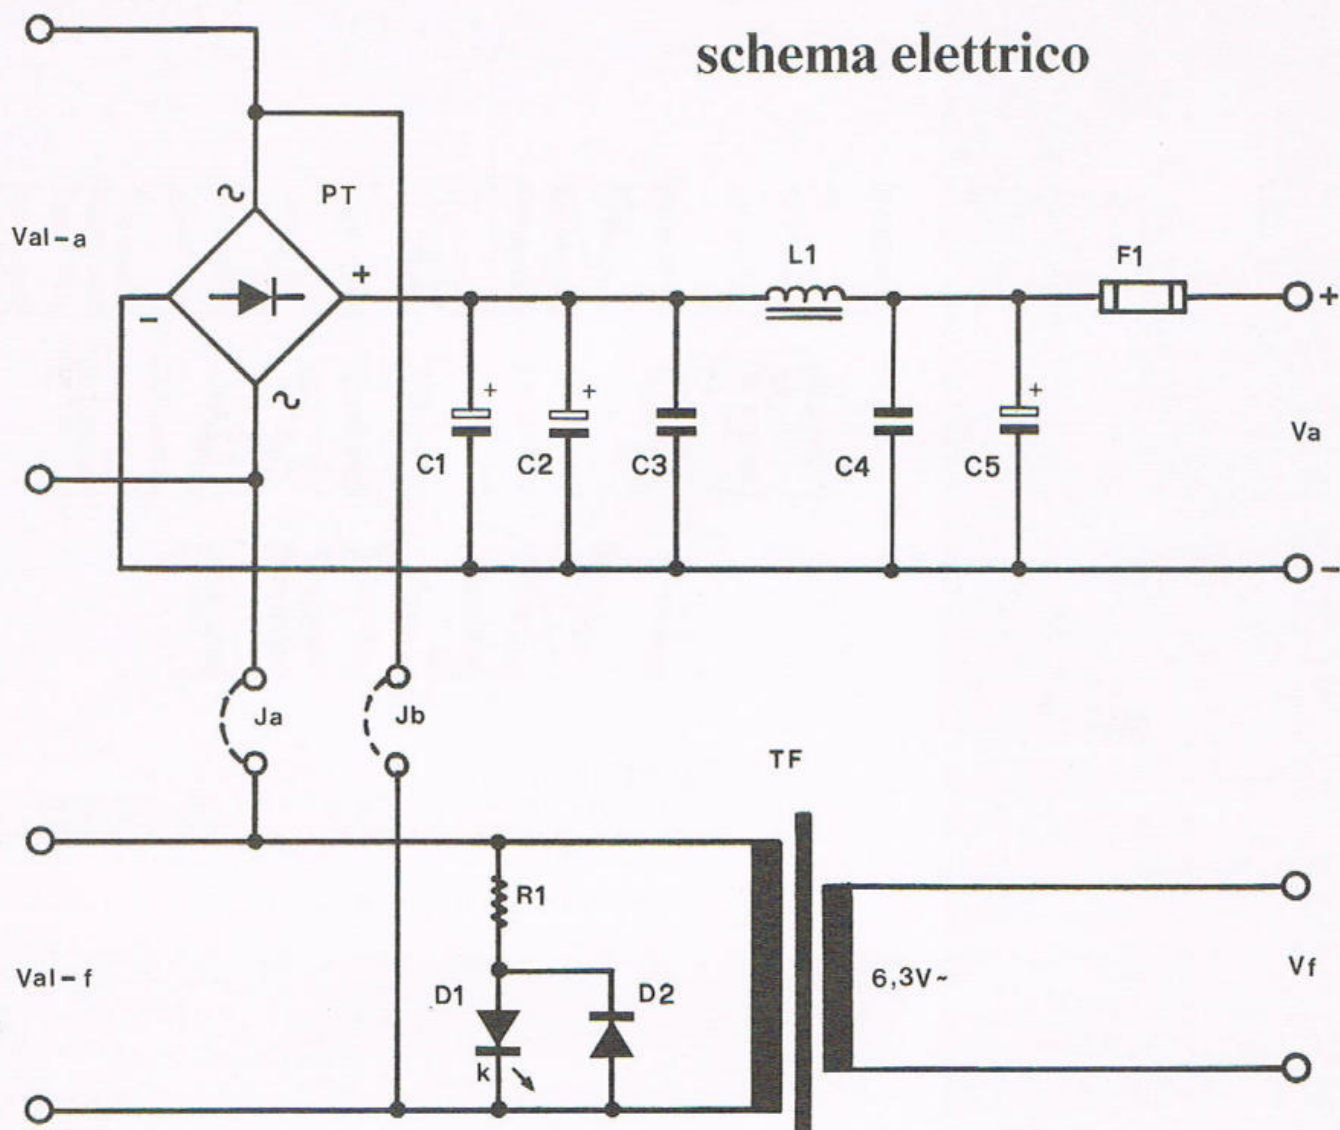 schema elettrico
PT
Val-a
+
-
L1
F1
+
+
+
+
C1
C2
C3
C4
C5
Va
-
Ja
Jb
TF
R1
Val-f
D1
D2
6,3V~
Vf
k